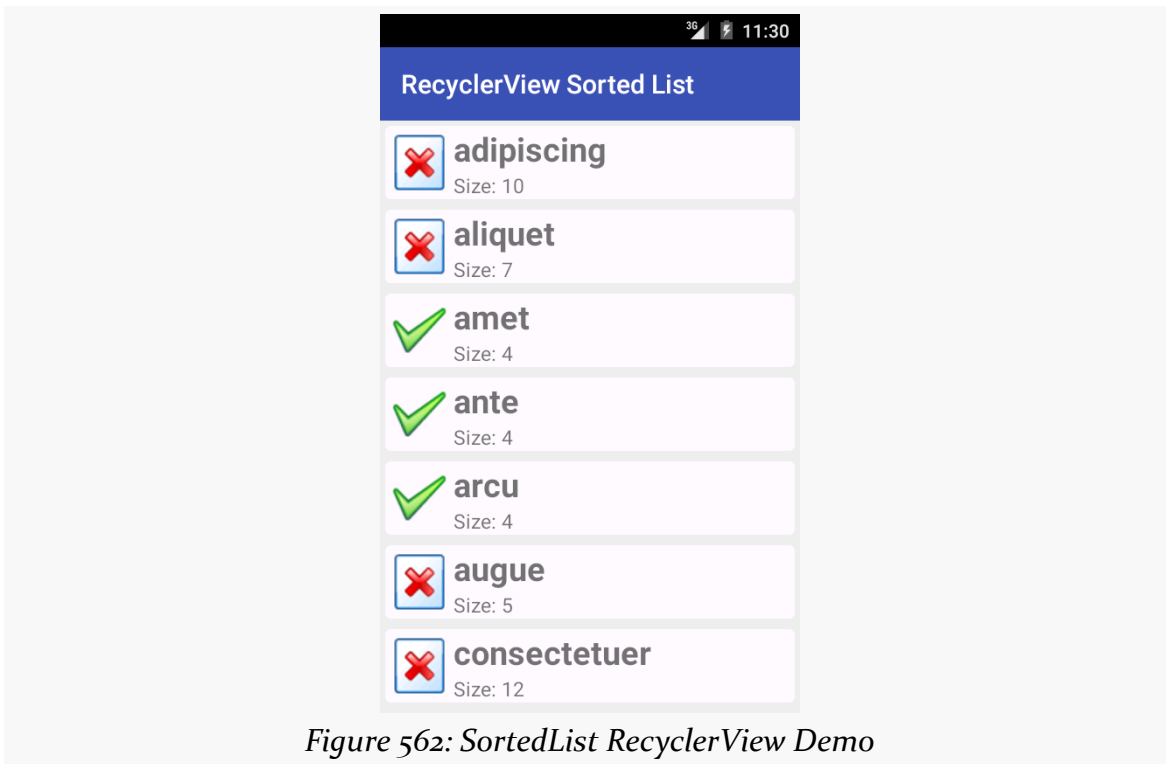 3G 11:30
RecyclerView Sorted List
adipiscing
Size: 10
aliquet
Size: 7
amet
Size: 4
ante
Size: 4
arcu
Size: 4
augue
Size: 5
consectetuer
Size: 12
Figure 562: SortedList RecyclerView Demo